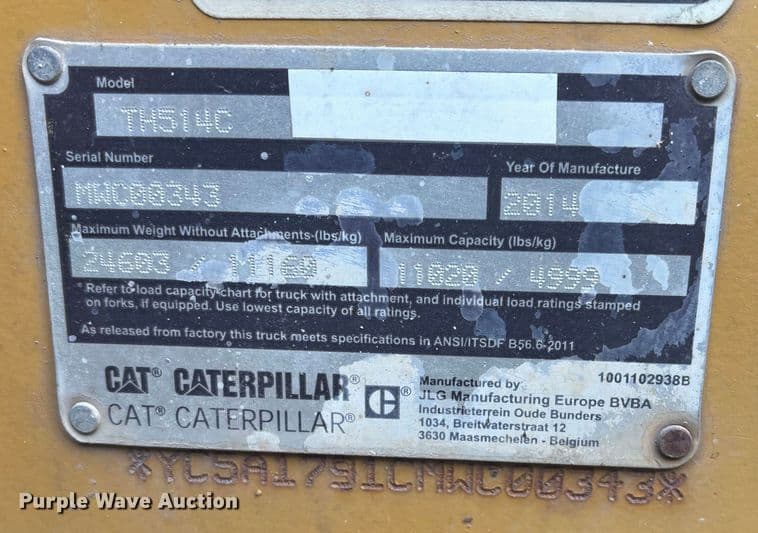 Model
TH514C
Serial Number
Year Of Manufacture
MWC00343
2014
Maximum Weight Without Attachments (lbs/kg)
Maximum Capacity (lbs/kg)
24603 / 11160
11020 / 4999
* Refer to load capacity chart for truck with attachment, and individual load ratings stamped
on forks, if equipped. Use lowest capacity of all ratings.
As released from factory this truck meets specifications in ANSI/ITSDF B56.6-2011
CAT® CATERPILLAR®
CAT® CATERPILLAR®
C ®
Manufactured by
1001102938B
JLG Manufacturing Europe BVBA
Industrieterrein Oude Bunders
1034, Breitwaterstraat 12
3630 Maasmechelen - Belgium
Purple Wave Auction